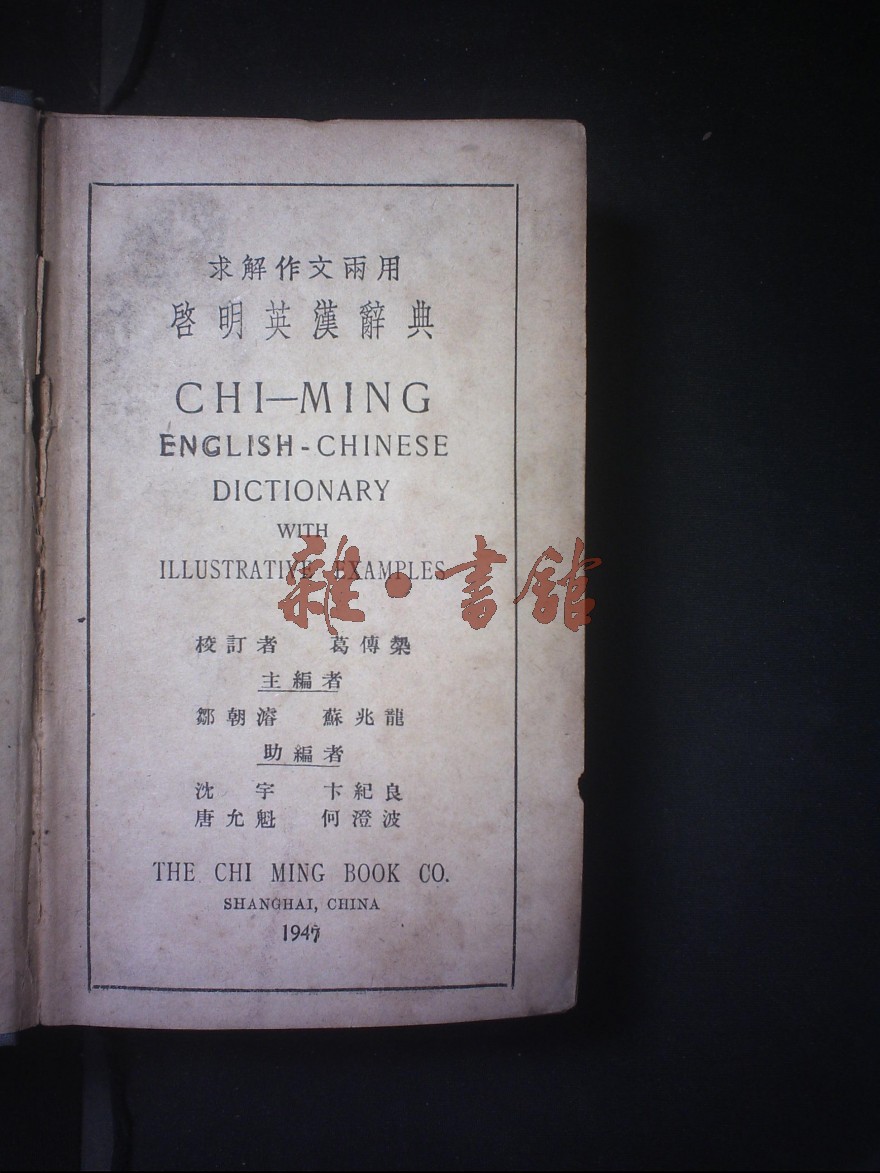 求解作文兩用
啓明英漢辭典
CHI—MING
ENGLISH-CHINESE
DICTIONARY
WITH
ILLUSTRATIVE EXAMPLES
雜·書館
校訂者 葛傳槼
主編者
鄒朝濬 蘇兆龍
助編者
沈宇 卞紀良
唐允魁 何澄波
THE CHI MING BOOK CO.
SHANGHAI, CHINA
1947